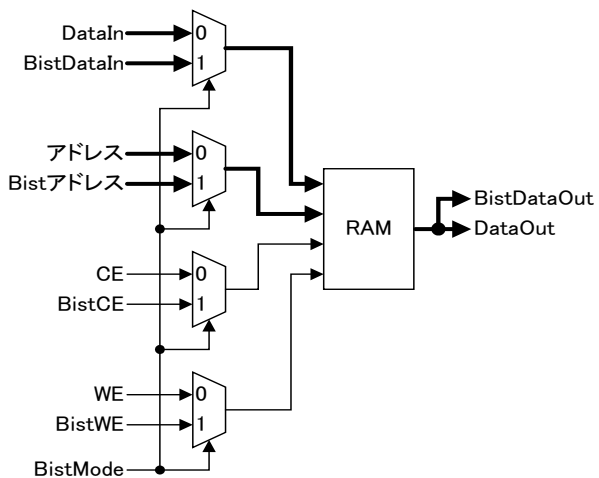 DataIn
0
BistDataIn
1
アドレス
0
Bistアドレス
1
RAM
BistDataOut
DataOut
CE
0
BistCE
1
WE
0
BistWE
1
BistMode